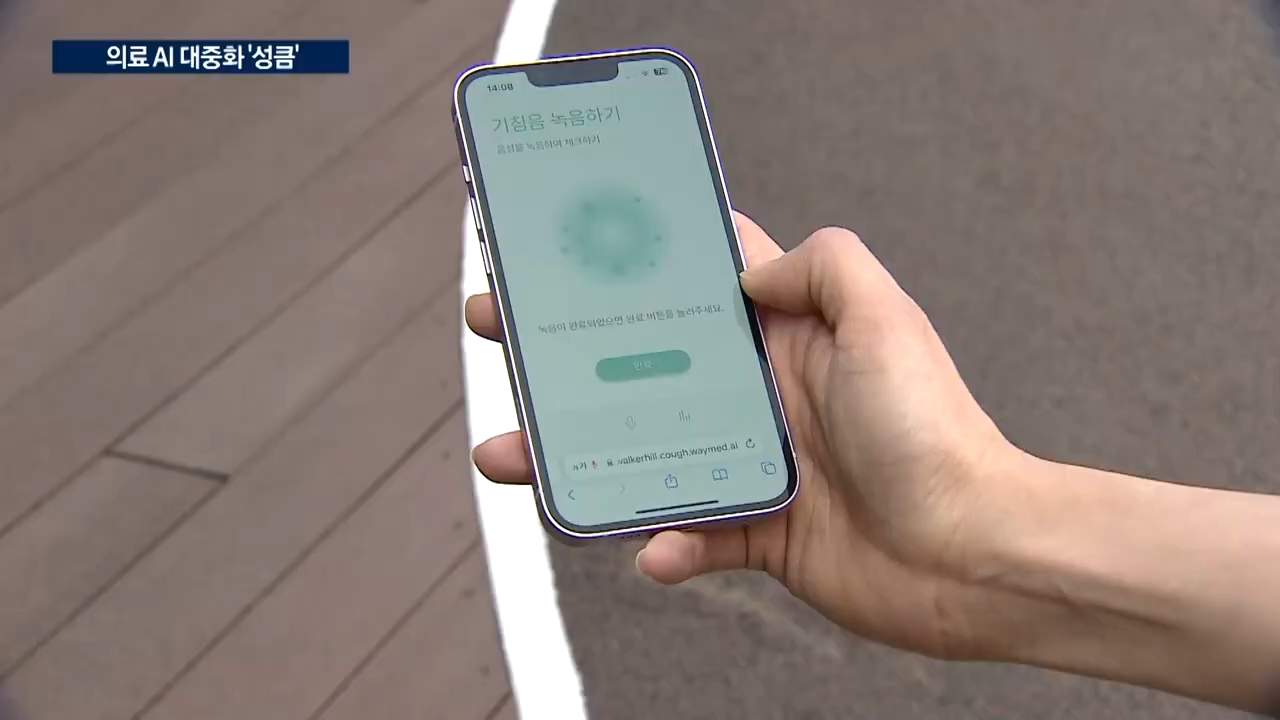 의료 AI 대중화 '성큼'
14:08
기침음 녹음하기
음성을 녹음하여 체크하기
녹음이 완료되었으면 완료 버튼을 눌러주세요.
완료
가가 walkerhill.cough.waymed.ai